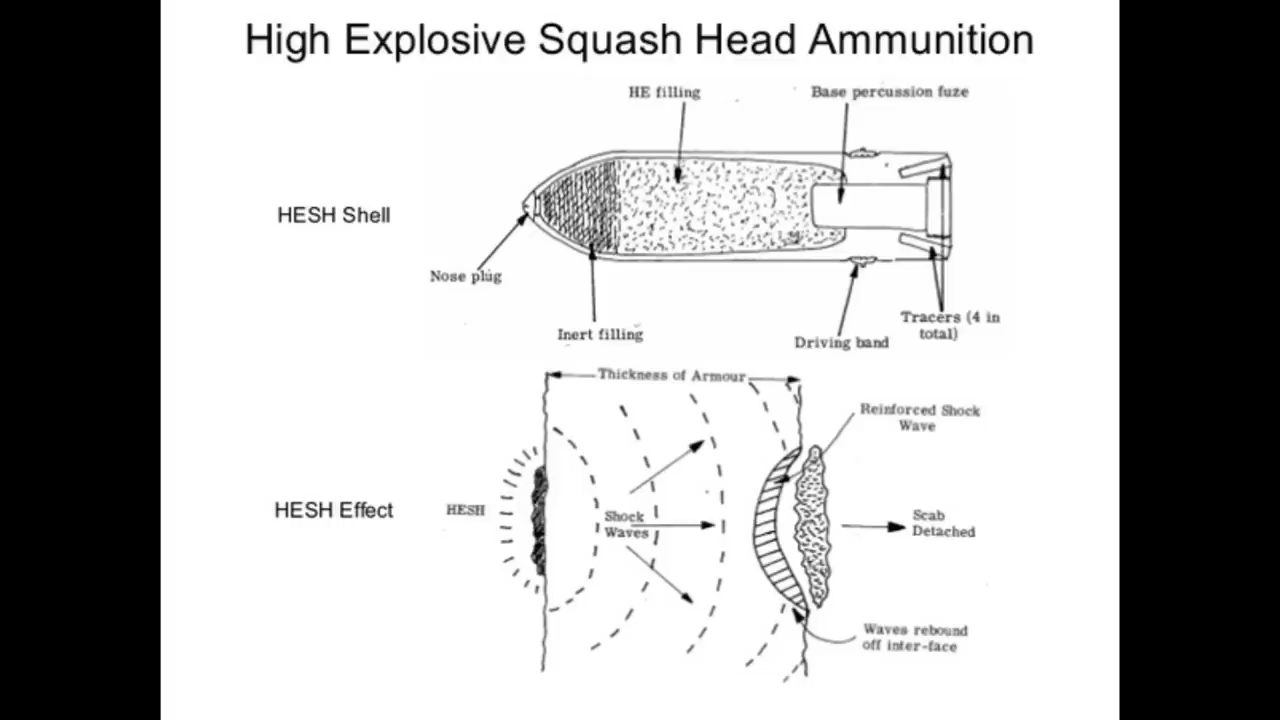 High Explosive Squash Head Ammunition
HE filling
Base percussion fuze
HESH Shell
Nose plug
Inert filling
Driving band
Tracers (4 in
total)
Thickness of Armour
Reinforced Shock
Wave
HESH Effect
HESH
Shock
Waves
Scab
Detached
Waves rebound
off inter-face